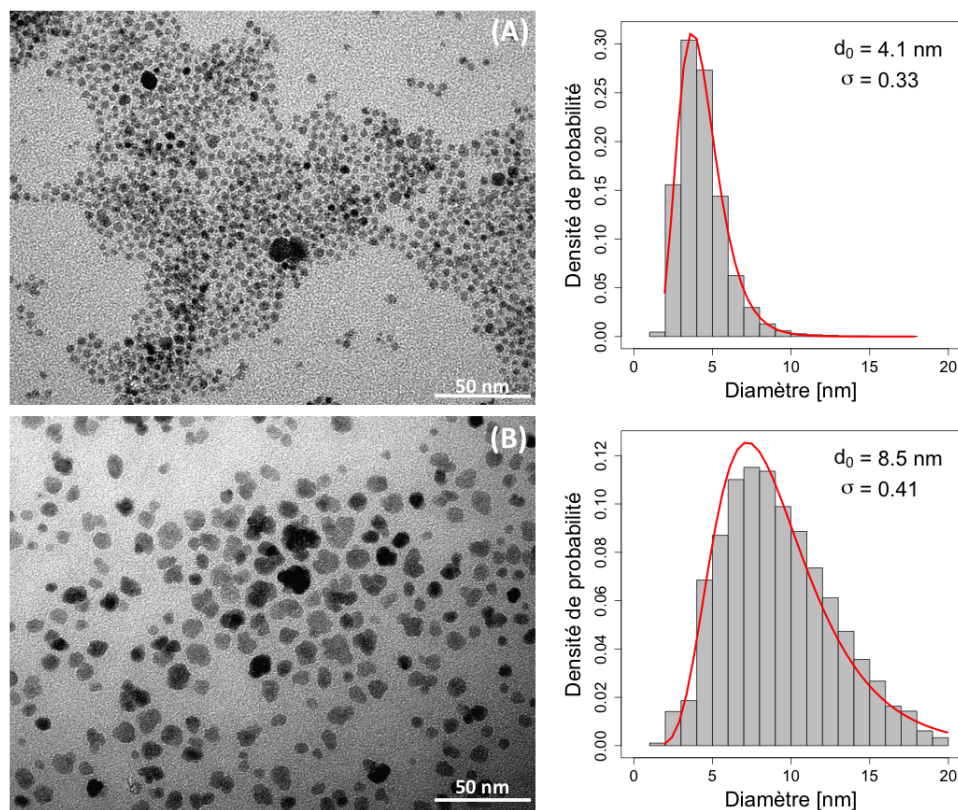 (A)
50 nm
d₀ = 4.1 nm
σ = 0.33
Densité de probabilité
0.30
0.25
0.20
0.15
0.10
0.05
0.00
0 5 10 15 20
Diamètre [nm]
(B)
50 nm
d₀ = 8.5 nm
σ = 0.41
Densité de probabilité
0.12
0.10
0.08
0.06
0.04
0.02
0.00
0 5 10 15 20
Diamètre [nm]